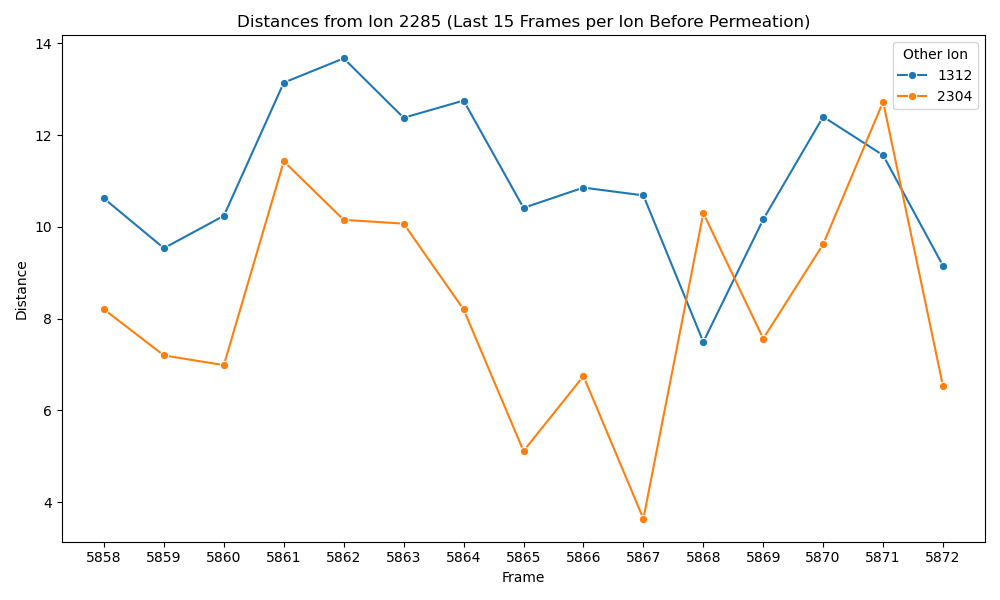 Distances from Ion 2285 (Last 15 Frames per Ion Before Permeation)
Other Ion
1312
2304
14
12
10
8
6
4
Distance
5858 5859 5860 5861 5862 5863 5864 5865 5866 5867 5868 5869 5870 5871 5872
Frame